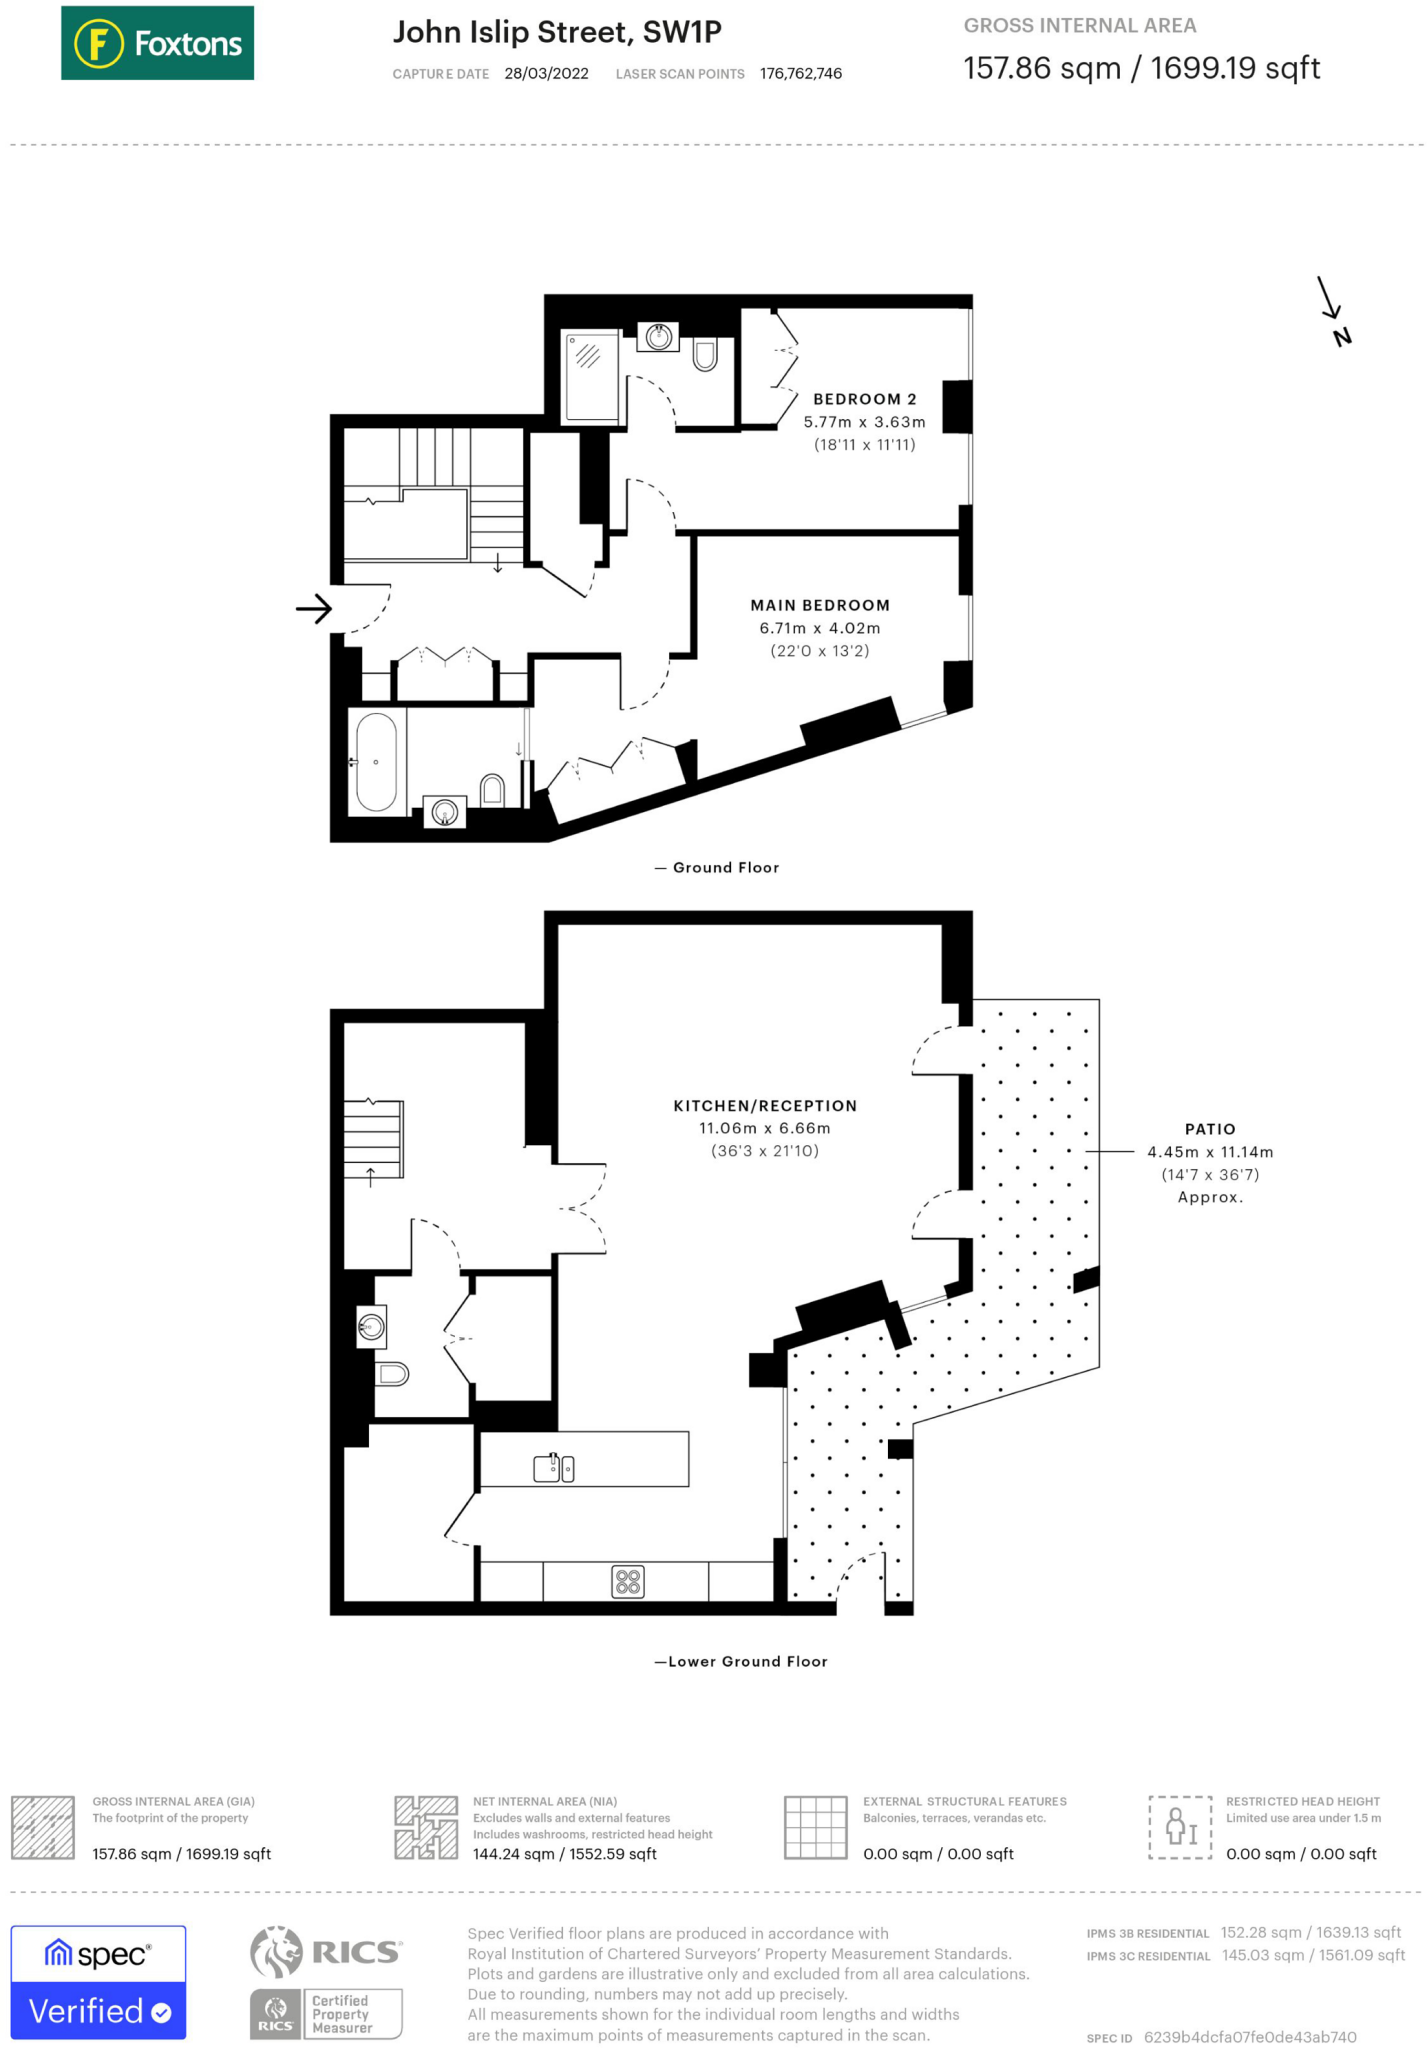 Foxtons
John Islip Street, SW1P
CAPTURE DATE 28/03/2022 LASER SCAN POINTS 176,762,746
GROSS INTERNAL AREA
157.86 sqm / 1699.19 sqft
N
BEDROOM 2
5.77m x 3.63m
(18'11 x 11'11)
MAIN BEDROOM
6.71m x 4.02m
(22'0 x 13'2)
— Ground Floor
KITCHEN/RECEPTION
11.06m x 6.66m
(36'3 x 21'10)
PATIO
4.45m x 11.14m
(14'7 x 36'7)
Approx.
—Lower Ground Floor
GROSS INTERNAL AREA (GIA)
The footprint of the property
157.86 sqm / 1699.19 sqft
NET INTERNAL AREA (NIA)
Excludes walls and external features
Includes washrooms, restricted head height
144.24 sqm / 1552.59 sqft
EXTERNAL STRUCTURAL FEATURES
Balconies, terraces, verandas etc.
0.00 sqm / 0.00 sqft
RESTRICTED HEAD HEIGHT
Limited use area under 1.5 m
0.00 sqm / 0.00 sqft
spec®
Verified
RICS®
RICS
Certified
Property
Measurer
Spec Verified floor plans are produced in accordance with
Royal Institution of Chartered Surveyors' Property Measurement Standards.
Plots and gardens are illustrative only and excluded from all area calculations.
Due to rounding, numbers may not add up precisely.
All measurements shown for the individual room lengths and widths
are the maximum points of measurements captured in the scan.
IPMS 3B RESIDENTIAL 152.28 sqm / 1639.13 sqft
IPMS 3C RESIDENTIAL 145.03 sqm / 1561.09 sqft
SPEC ID 6239b4dcfa07fe0de43ab740